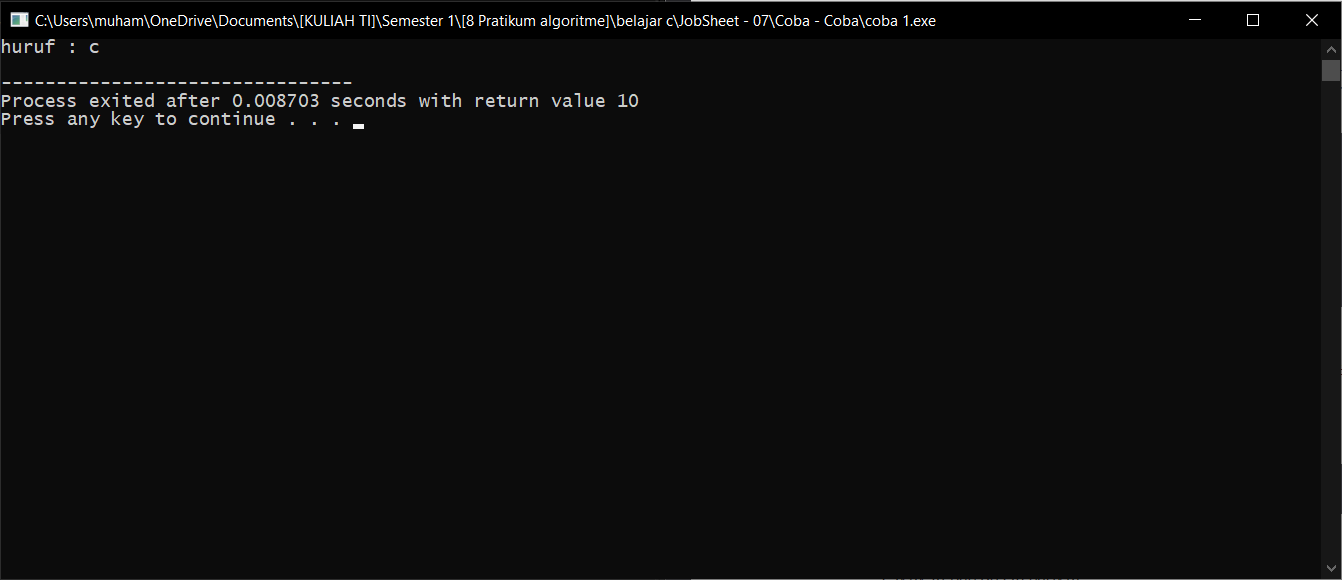 C:\Users\muham\OneDrive\Documents\[KULIAH TI]\Semester 1\[8 Pratikum algoritme]\belajar c\JobSheet - 07\Coba - Coba\coba 1.exe
huruf : c
--------------------------------
Process exited after 0.008703 seconds with return value 10
Press any key to continue . . .